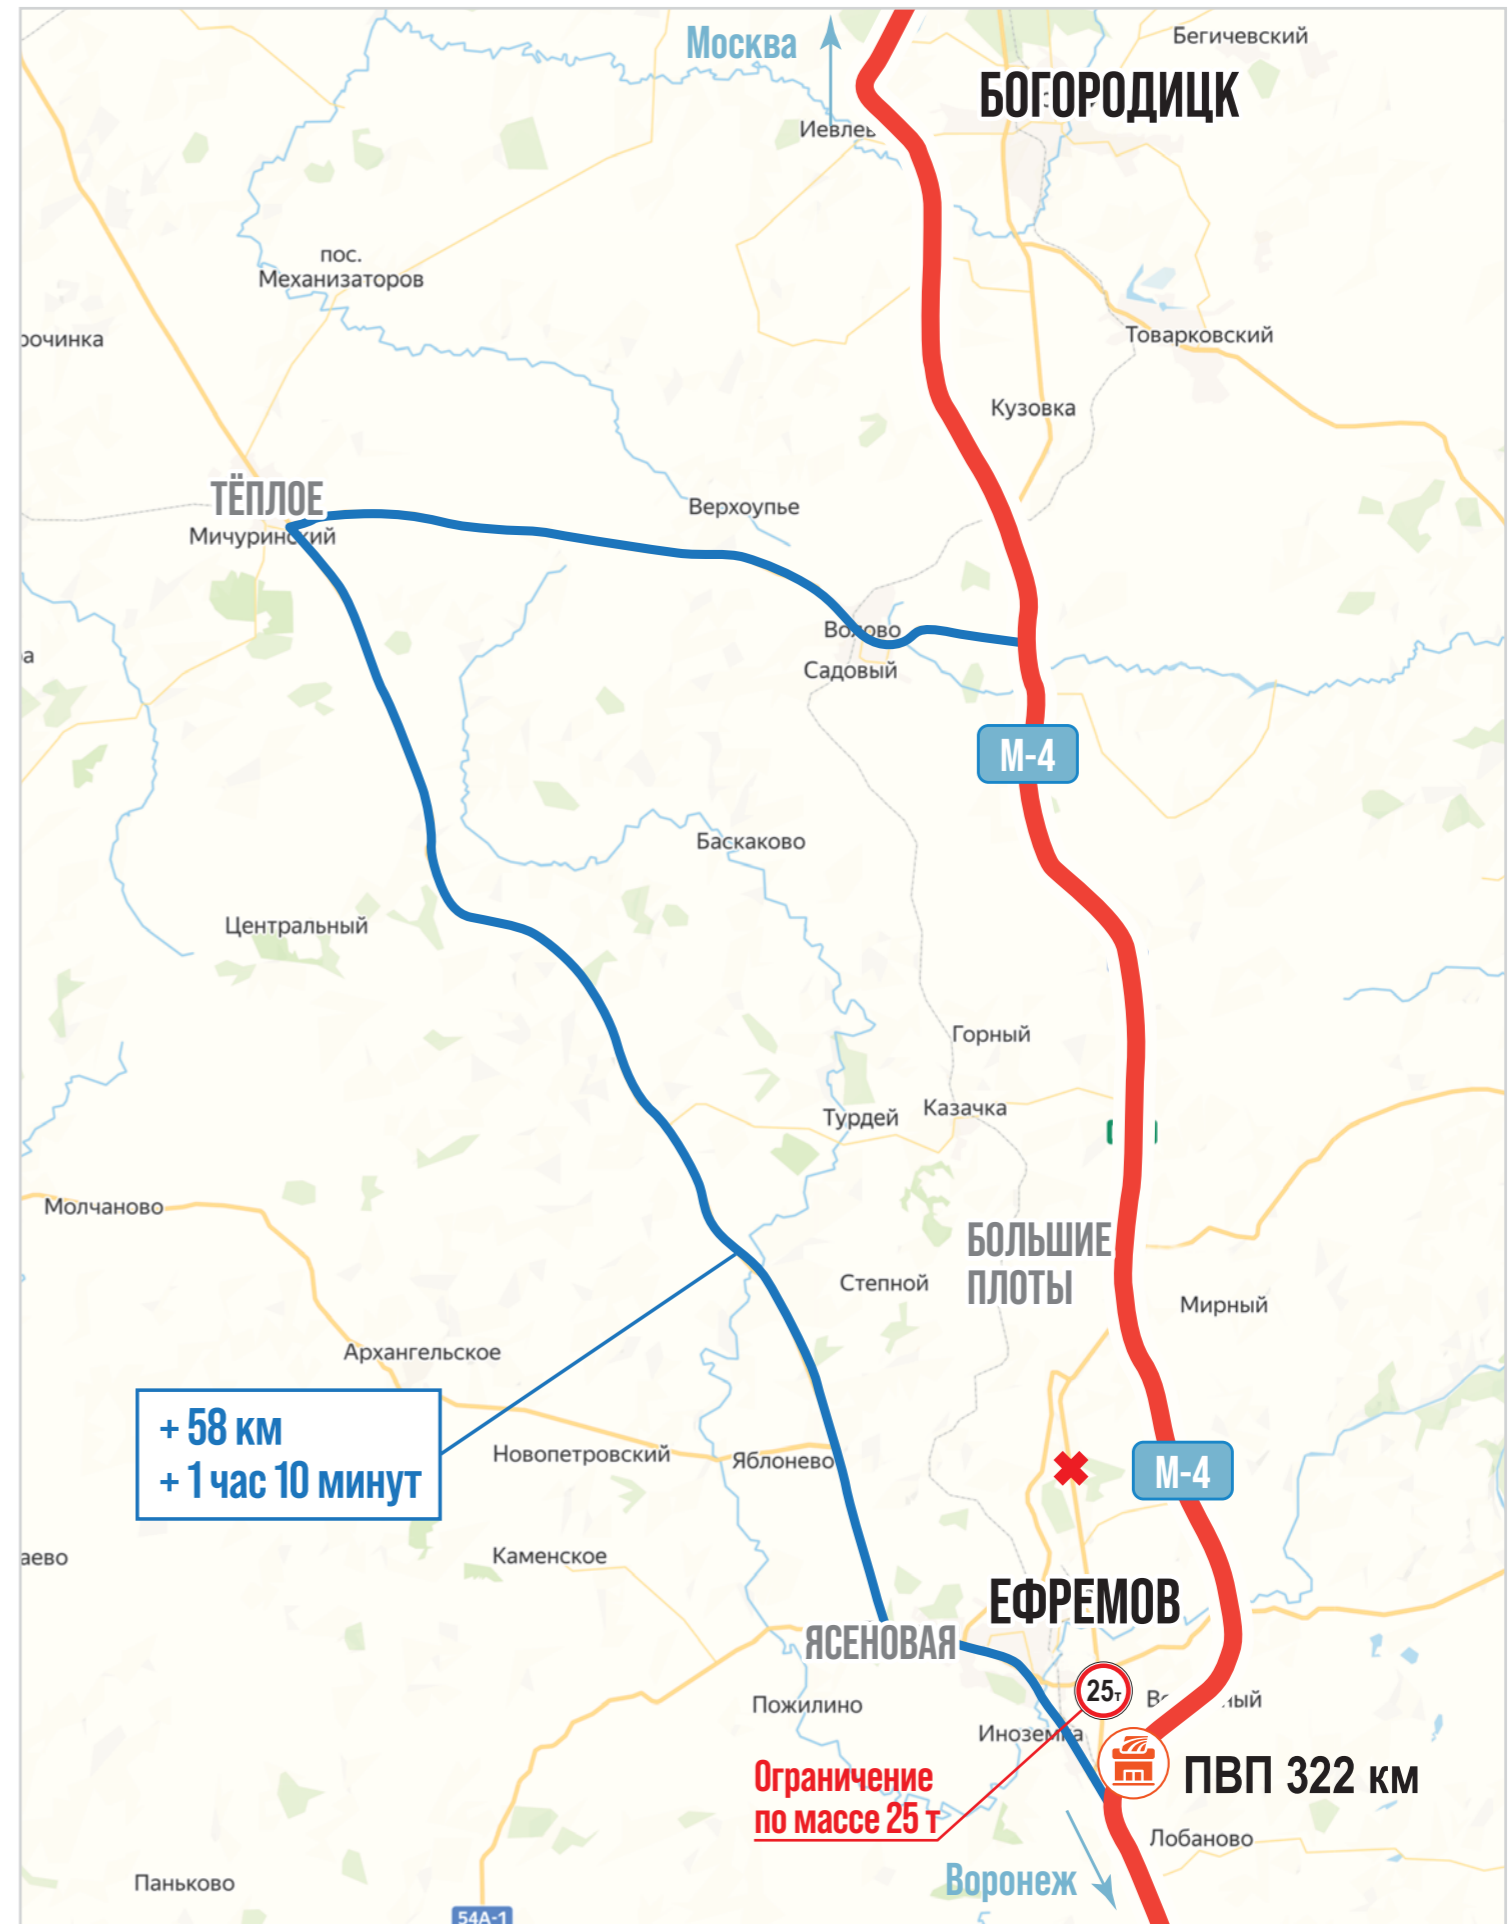 Москва
Бегичевский
БОГОРОДИЦК
Иевлев
пос.
Механизаторов
рочинка
Товарковский
Кузовка
ТЁПЛОЕ
Мичуринский
Верхоупье
Волово
Садовый
а
М-4
Баскаково
Центральный
Горный
Казачка
Турдей
Молчаново
БОЛЬШИЕ
ПЛОТЫ
Степной
Мирный
Архангельское
+ 58 км
+ 1 час 10 минут
Новопетровский
Яблонево
М-4
аево
Каменское
ЕФРЕМОВ
ЯСЕНОВАЯ
25т
Пожилино
Иноземка
Ограничение
по массе 25 т
ПВП 322 км
Лобаново
Воронеж
Паньково
54А-1